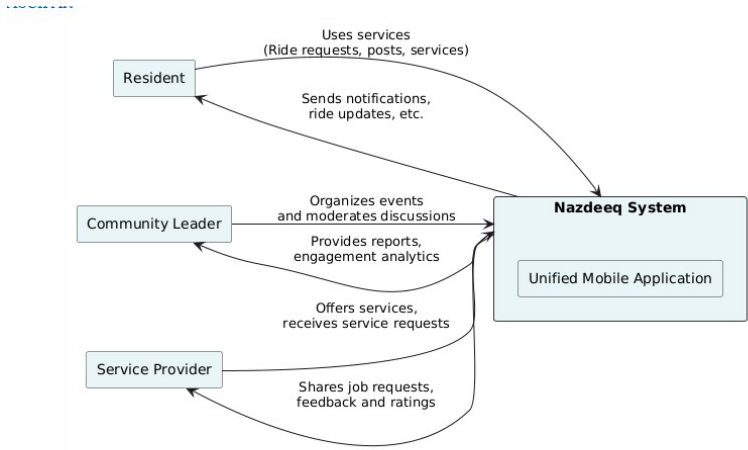 Uses services
(Ride requests, posts, services)
Resident
Sends notifications,
ride updates, etc.
Organizes events
and moderates discussions
Nazdeeq System
Community Leader
Provides reports,
engagement analytics
Unified Mobile Application
Offers services,
receives service requests
Service Provider
Shares job requests,
feedback and ratings